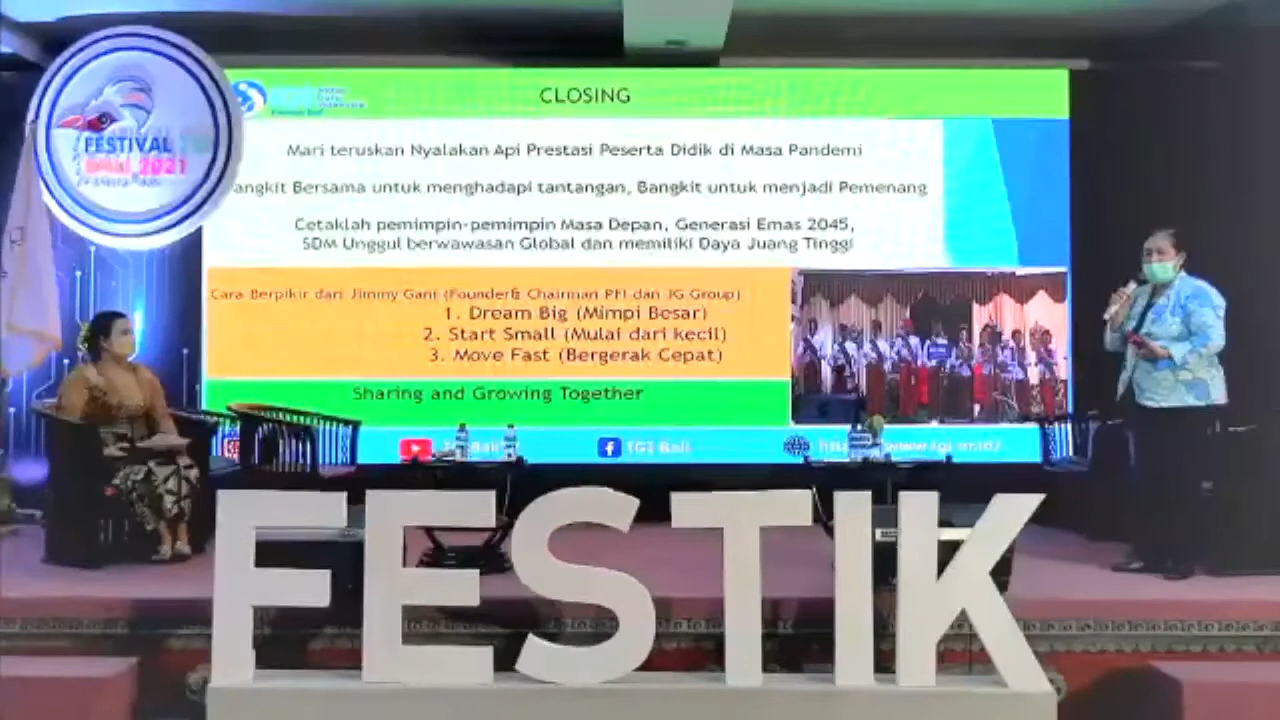 CLOSING
FESTIVAL
BALI 2021
Mari teruskan Nyalakan Api Prestasi Peserta Didik di Masa Pandemi
angkit Bersama untuk menghadapi tantangan, Bangkit untuk menjadi Pemenang
Cetaklah pemimpin-pemimpin Masa Depan, Generasi Emas 2045,
SDM Unggul berwawasan Global dan memiliki Daya Juang Tinggi
Cara Berpikir dari Jimmy Gani (Founder& Chairman PFI dan JG Group)
1. Dream Big (Mimpi Besar)
2. Start Small (Mulai dari kecil)
3. Move Fast (Bergerak Cepat)
Sharing and Growing Together
IGI Bali
IGI Bali
FESTIK